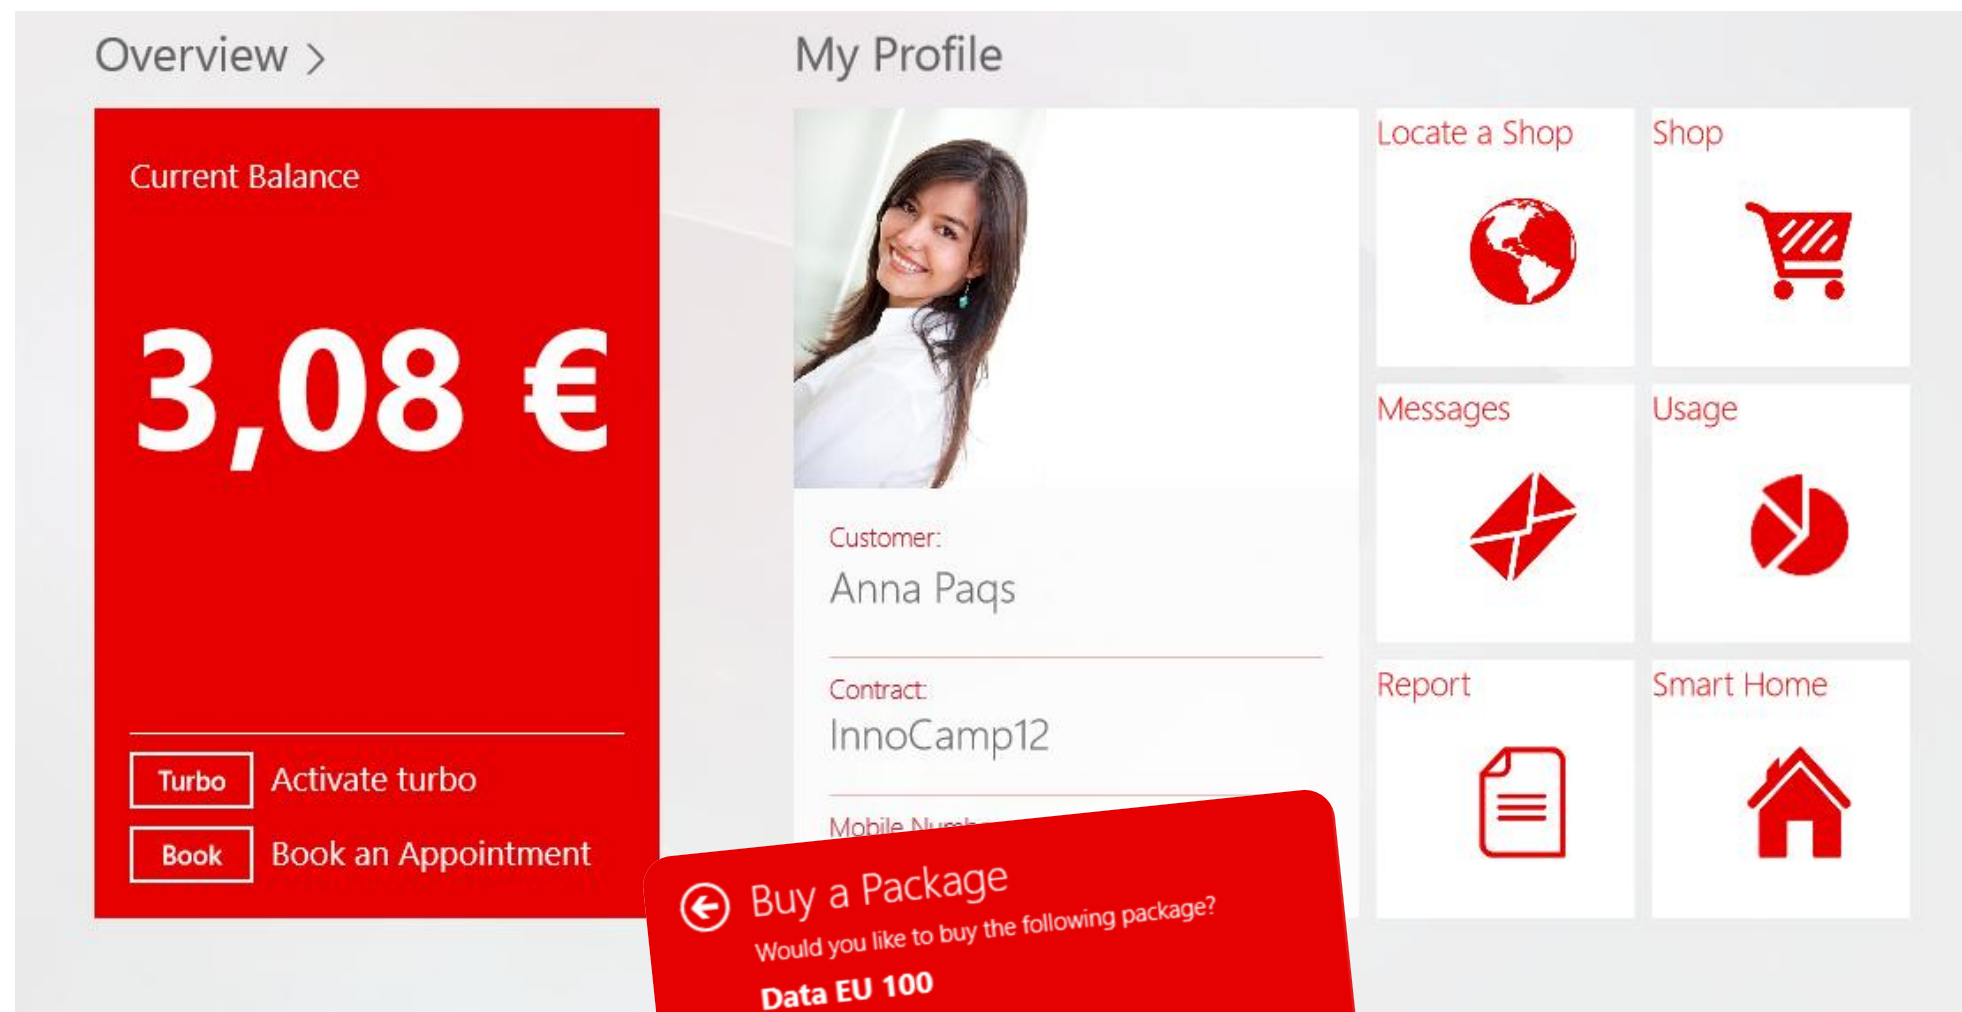 Overview >
Current Balance
3,08 €
Turbo Activate turbo
Book Book an Appointment
My Profile
Customer:
Anna Paqs
Contract:
InnoCamp12
Mobile
Locate a Shop
Shop
Messages
Usage
Report
Smart Home
Buy a Package
Would you like to buy the following package?
Data EU 100